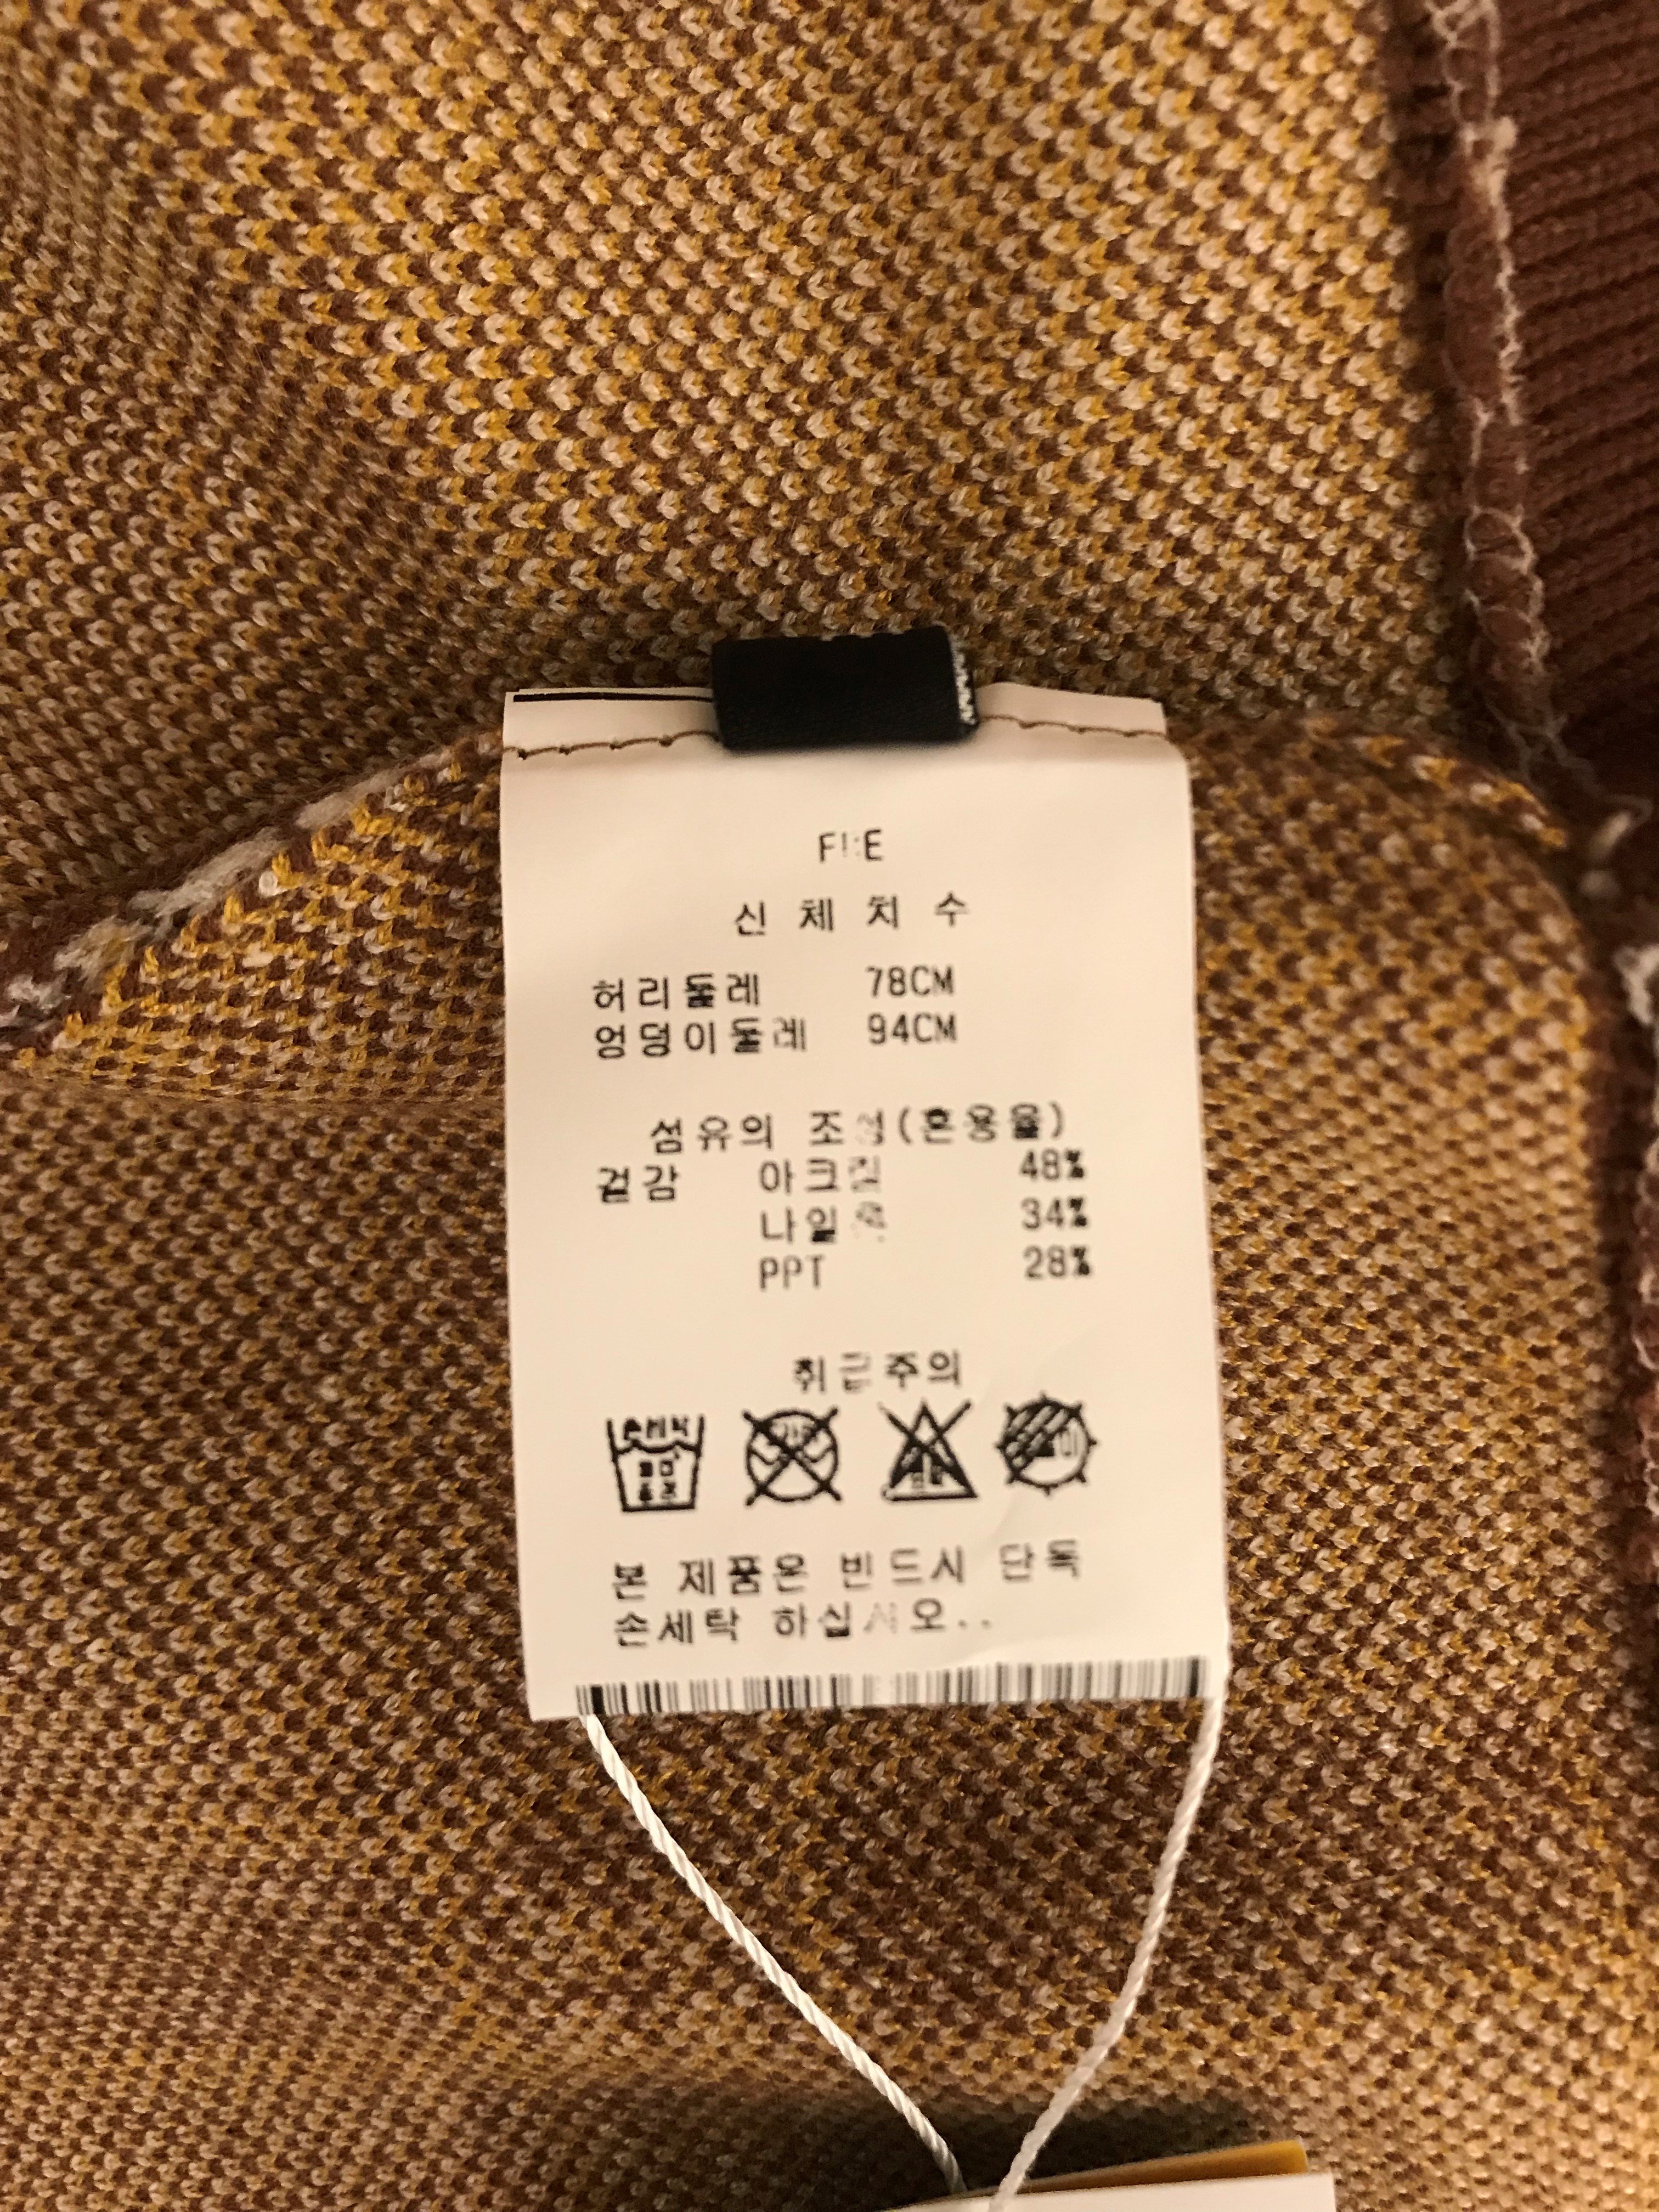 신체치수
허리둘레 78CM
엉덩이둘레 94CM
섬유의 조성(혼용율)
겉감 아크릴 48%
나일론 34%
PPT 28%
취급주의
본 제품은 반드시 단독
손세탁 하십시오..